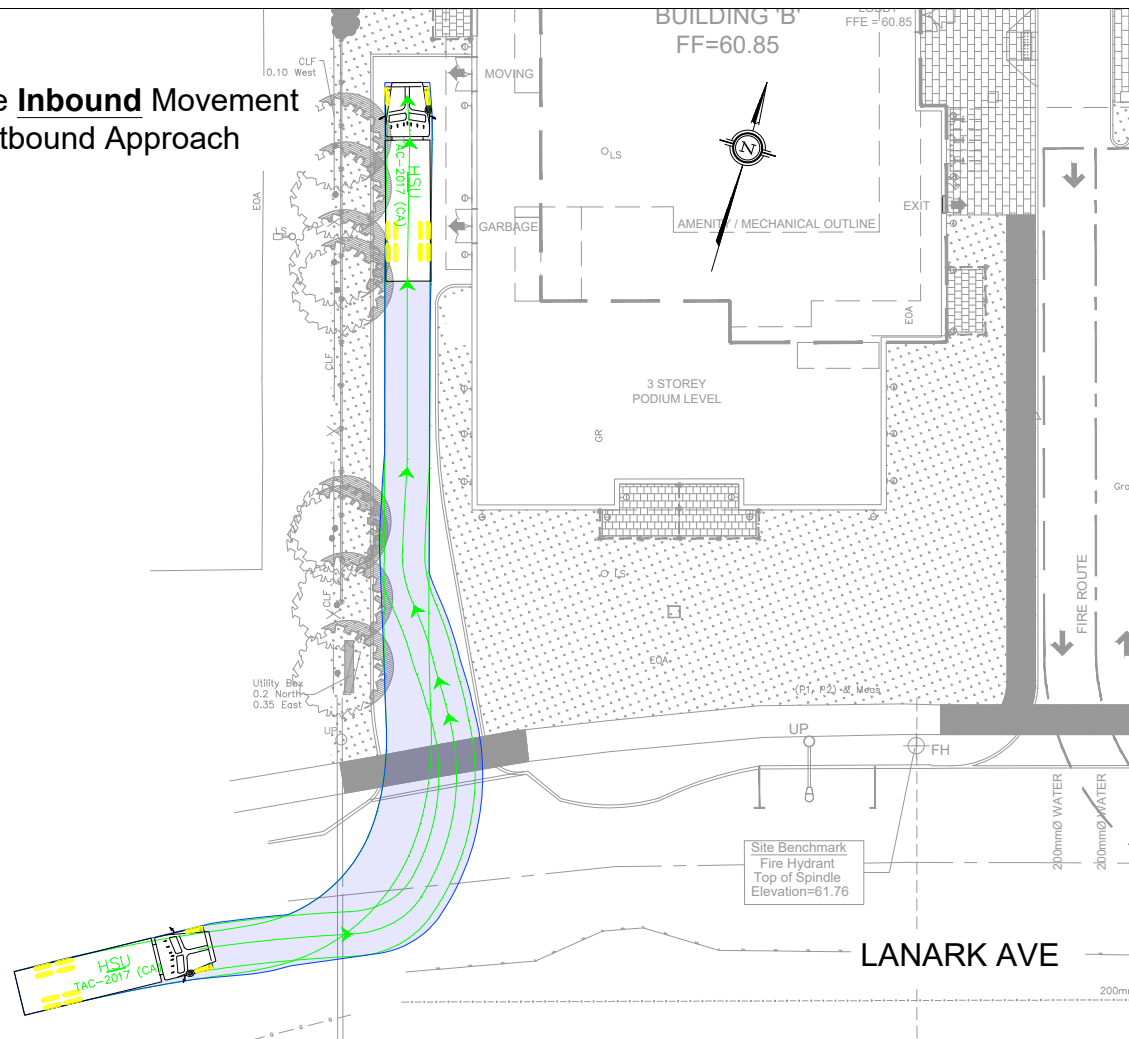 BUILDING 'B'
FF=60.85
FFE = 60.85
CLF
0.10 West
e Inbound Movement
tbound Approach
MOVING
HSU
TAC-2017 (CA)
LS
N
EOA
LS
GARBAGE
AMENITY / MECHANICAL OUTLINE
EXIT
EOA
CLF
3 STOREY
PODIUM LEVEL
GR
Gra
LS
CLF
FIRE ROUTE
EOA
Utility Box
0.2 North
0.35 East
(P1, P2) & Meas
UP
UP
FH
200mmØ WATER
200mmØ WATER
Site Benchmark
Fire Hydrant
Top of Spindle
Elevation=61.76
LANARK AVE
HSU
TAC-2017 (CA)
200m